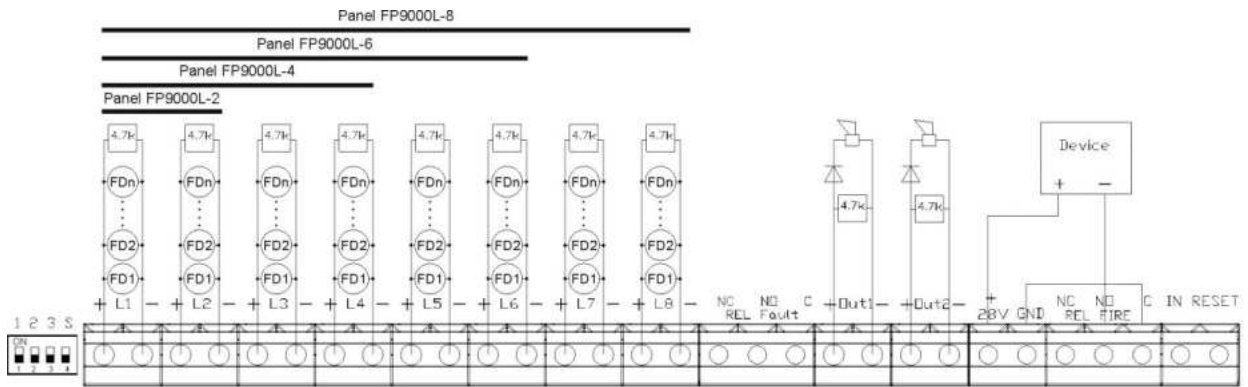 Panel FP9000L-8
Panel FP9000L-6
Panel FP9000L-4
Panel FP9000L-2
4.7k 4.7k 4.7k 4.7k 4.7k 4.7k 4.7k 4.7k
Device
FDn FDn FDn FDn FDn FDn FDn FDn
+ -
4.7k 4.7k
FD2 FD2 FD2 FD2 FD2 FD2 FD2 FD2
FD1 FD1 FD1 FD1 FD1 FD1 FD1 FD1
+ L1 - + L2 - + L3 - + L4 - + L5 - + L6 - + L7 - + L8 - NC NO C +Out1- +Out2- + NC NO C IN RESET
REL Fault 28V GND REL FIRE
1 2 3 S
ON
1 2 3 4